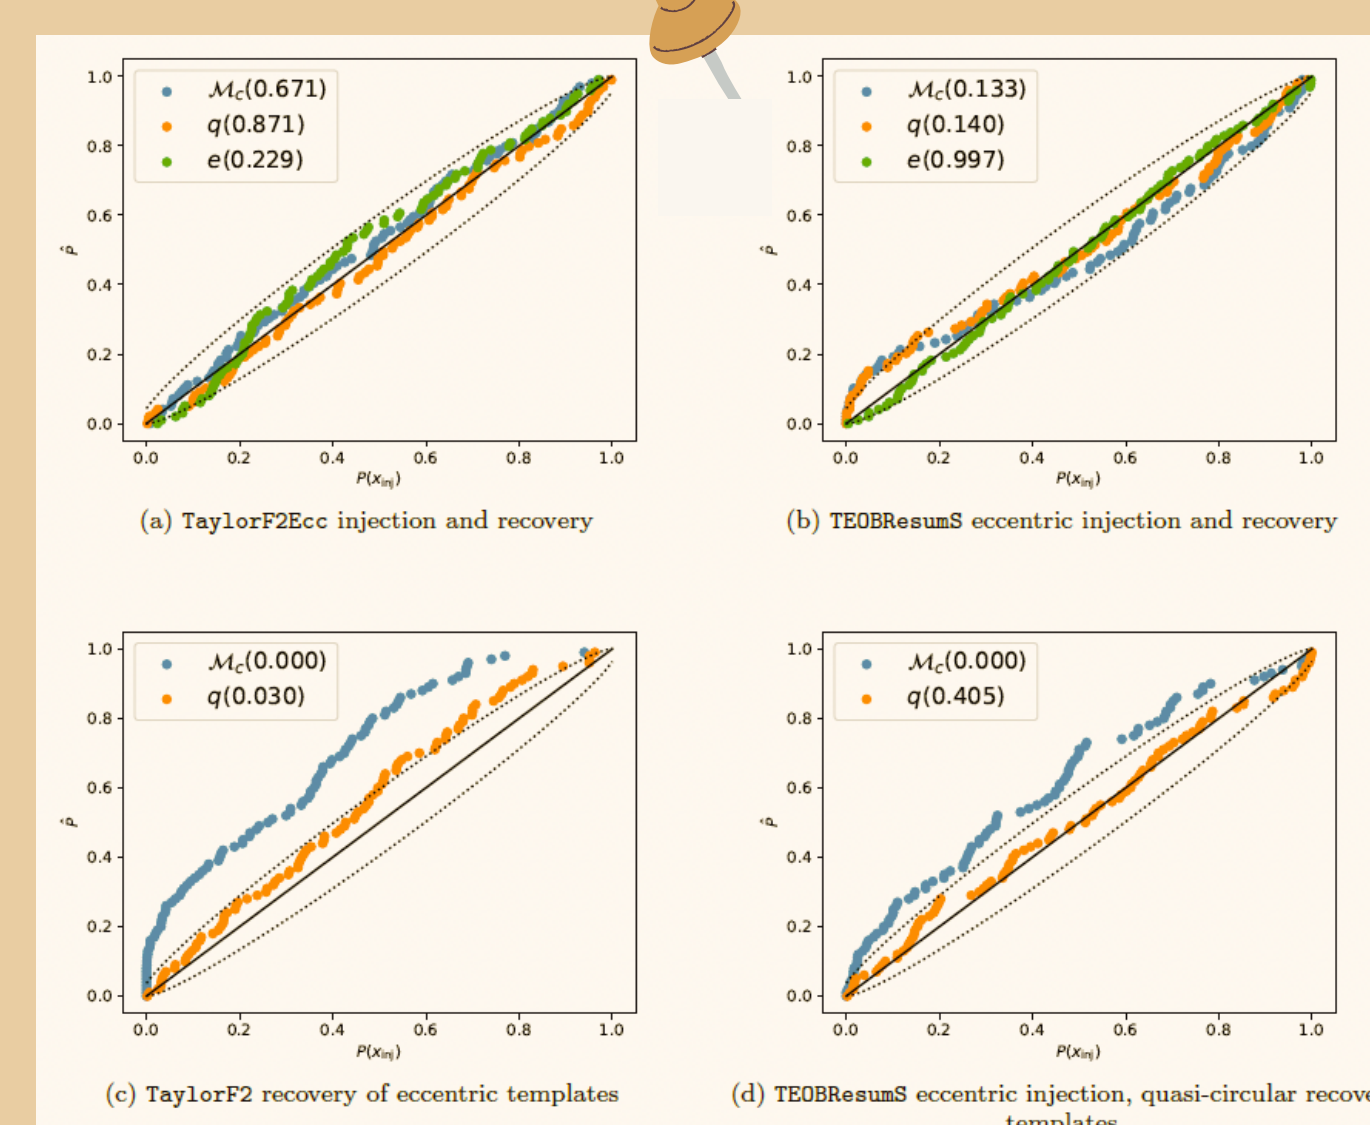 1.0
0.8
0.6
0.4
0.2
0.0
P̂
ℳc(0.671)
q(0.871)
e(0.229)
0.0 0.2 0.4 0.6 0.8 1.0
P(xinj)
(a) TaylorF2Ecc injection and recovery
1.0
0.8
0.6
0.4
0.2
0.0
P̂
ℳc(0.133)
q(0.140)
e(0.997)
0.0 0.2 0.4 0.6 0.8 1.0
P(xinj)
(b) TEOBResumS eccentric injection and recovery
1.0
0.8
0.6
0.4
0.2
0.0
P̂
ℳc(0.000)
q(0.030)
0.0 0.2 0.4 0.6 0.8 1.0
P(xinj)
(c) TaylorF2 recovery of eccentric templates
1.0
0.8
0.6
0.4
0.2
0.0
P̂
ℳc(0.000)
q(0.405)
0.0 0.2 0.4 0.6 0.8 1.0
P(xinj)
(d) TEOBResumS eccentric injection, quasi-circular recove
templates